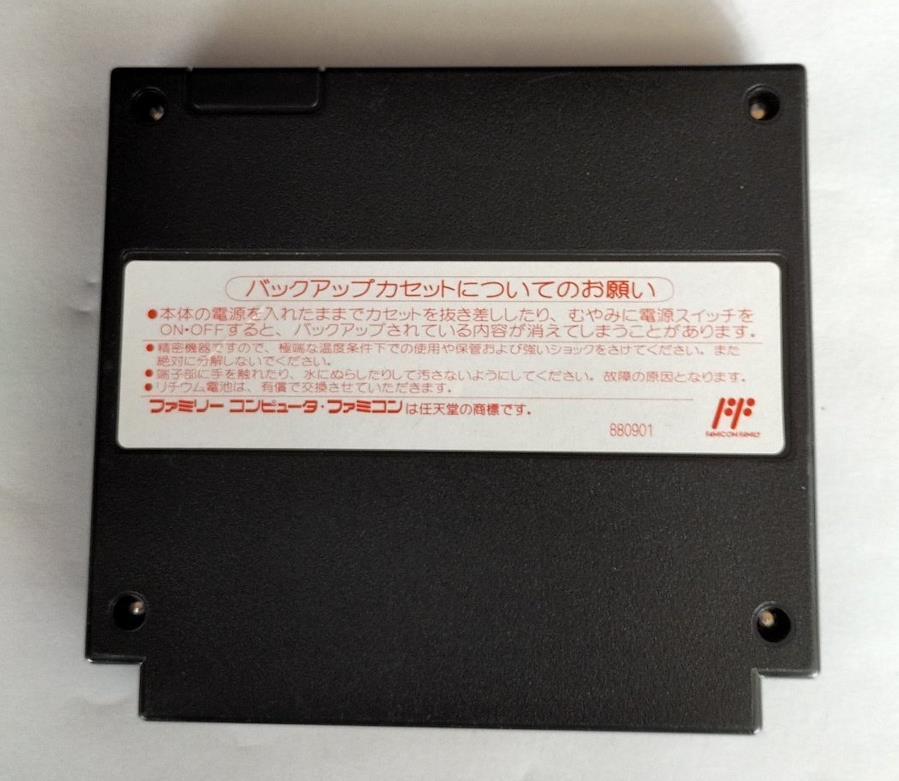 バックアップカセットについてのお願い
●本体の電源を入れたままでカセットを抜き差ししたり、むやみに電源スイッチを
ON・OFFすると、バックアップされている内容が消えてしまうことがあります。
●精密機器ですので、極端な温度条件下での使用や保管および強いショックをさけてください。また
絶対に分解しないでください。
●端子部に手を触れたり、水にぬらしたりして汚さないようにしてください。故障の原因となります。
●リチウム電池は、有償で交換させていただきます。
ファミリー コンピュータ・ファミコンは任天堂の商標です。
880901
FAMICOM FAMILY